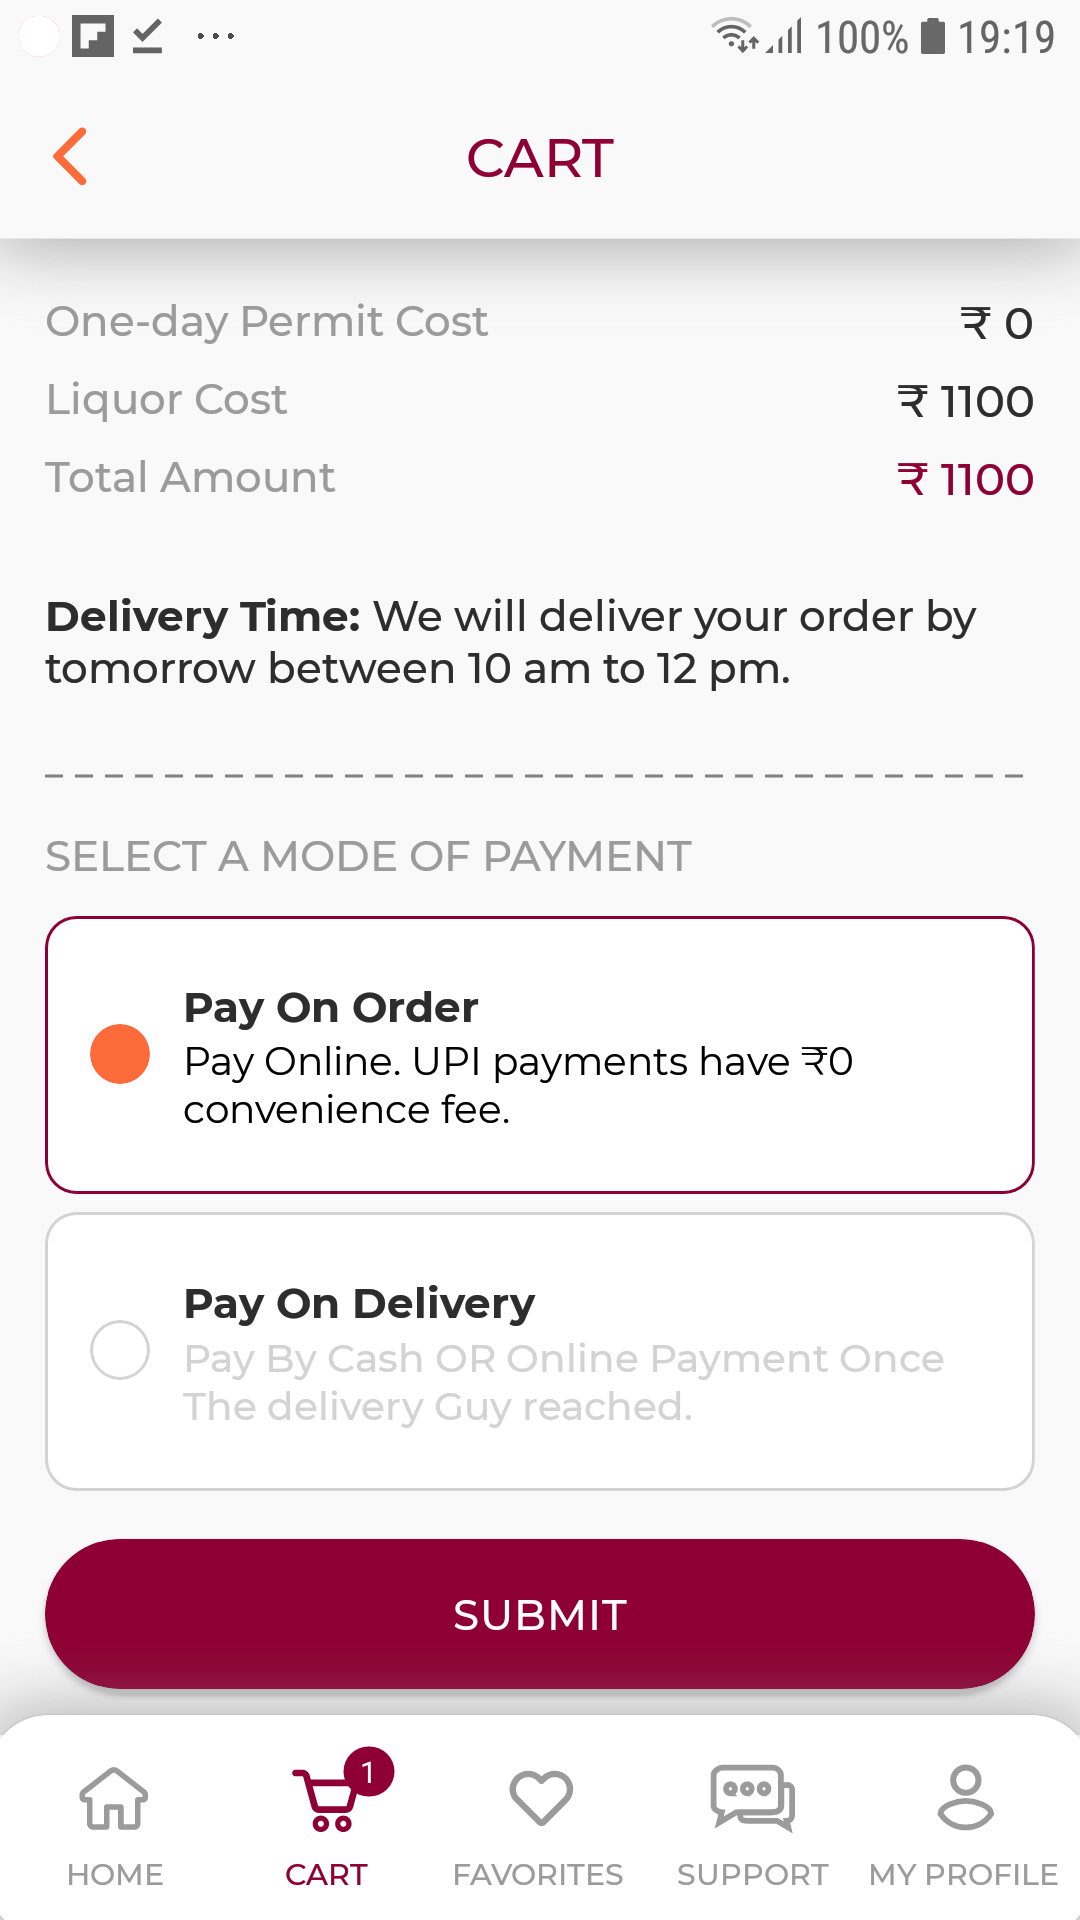 100% 19:19
CART
One-day Permit Cost ₹ 0
Liquor Cost ₹ 1100
Total Amount ₹ 1100
Delivery Time: We will deliver your order by
tomorrow between 10 am to 12 pm.
SELECT A MODE OF PAYMENT
Pay On Order
Pay Online. UPI payments have ₹0
convenience fee.
Pay On Delivery
Pay By Cash OR Online Payment Once
The delivery Guy reached.
SUBMIT
1
HOME CART FAVORITES SUPPORT MY PROFILE